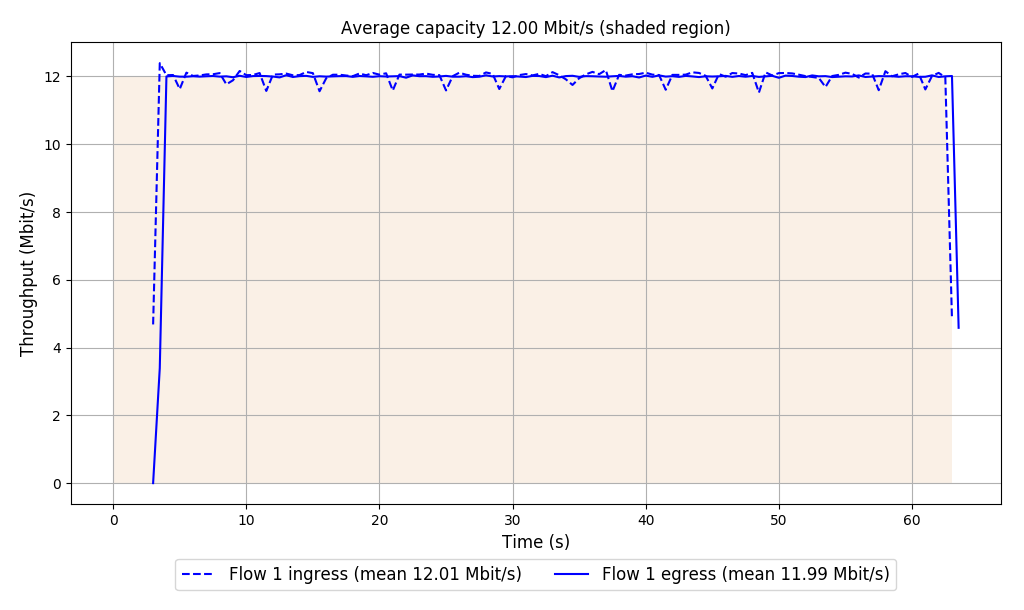 Average capacity 12.00 Mbit/s (shaded region)
Throughput (Mbit/s)
12
10
8
6
4
2
0
0 10 20 30 40 50 60
Time (s)
Flow 1 ingress (mean 12.01 Mbit/s) Flow 1 egress (mean 11.99 Mbit/s)